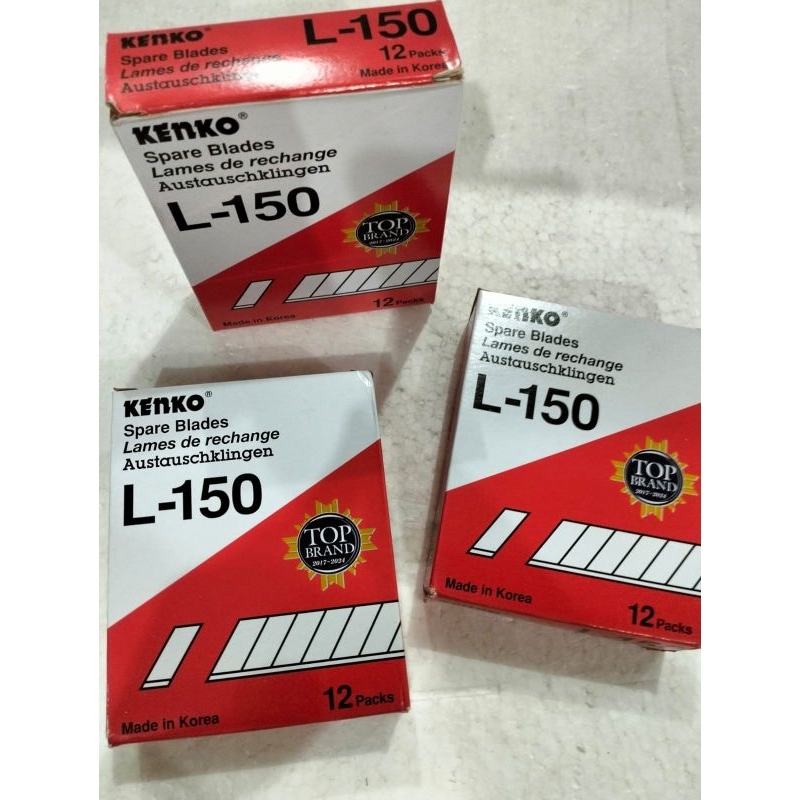 KENKO
Spare Blades
Lames de rechange
Austauschklingen
L-150
12 Packs
Made in Korea
KENKO®
Spare Blades
Lames de rechange
Austauschklingen
L-150
TOP
BRAND
2017-2024
12 Packs
Made in Korea
KENKO®
Spare Blades
Lames de rechange
Austauschklingen
L-150
TOP
BRAND
2017-2024
Made in Korea
12 Packs
KENKO®
Spare Blades
Lames de rechange
Austauschklingen
L-150
TOP
BRAND
2017-2024
12 Packs
Made in Korea